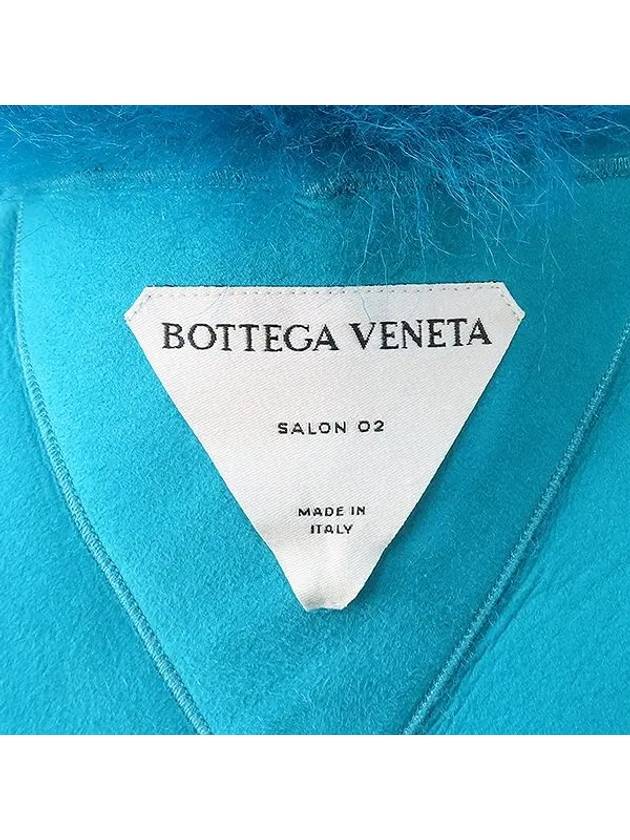 BOTTEGA VENETA
SALON 02
MADE IN
ITALY